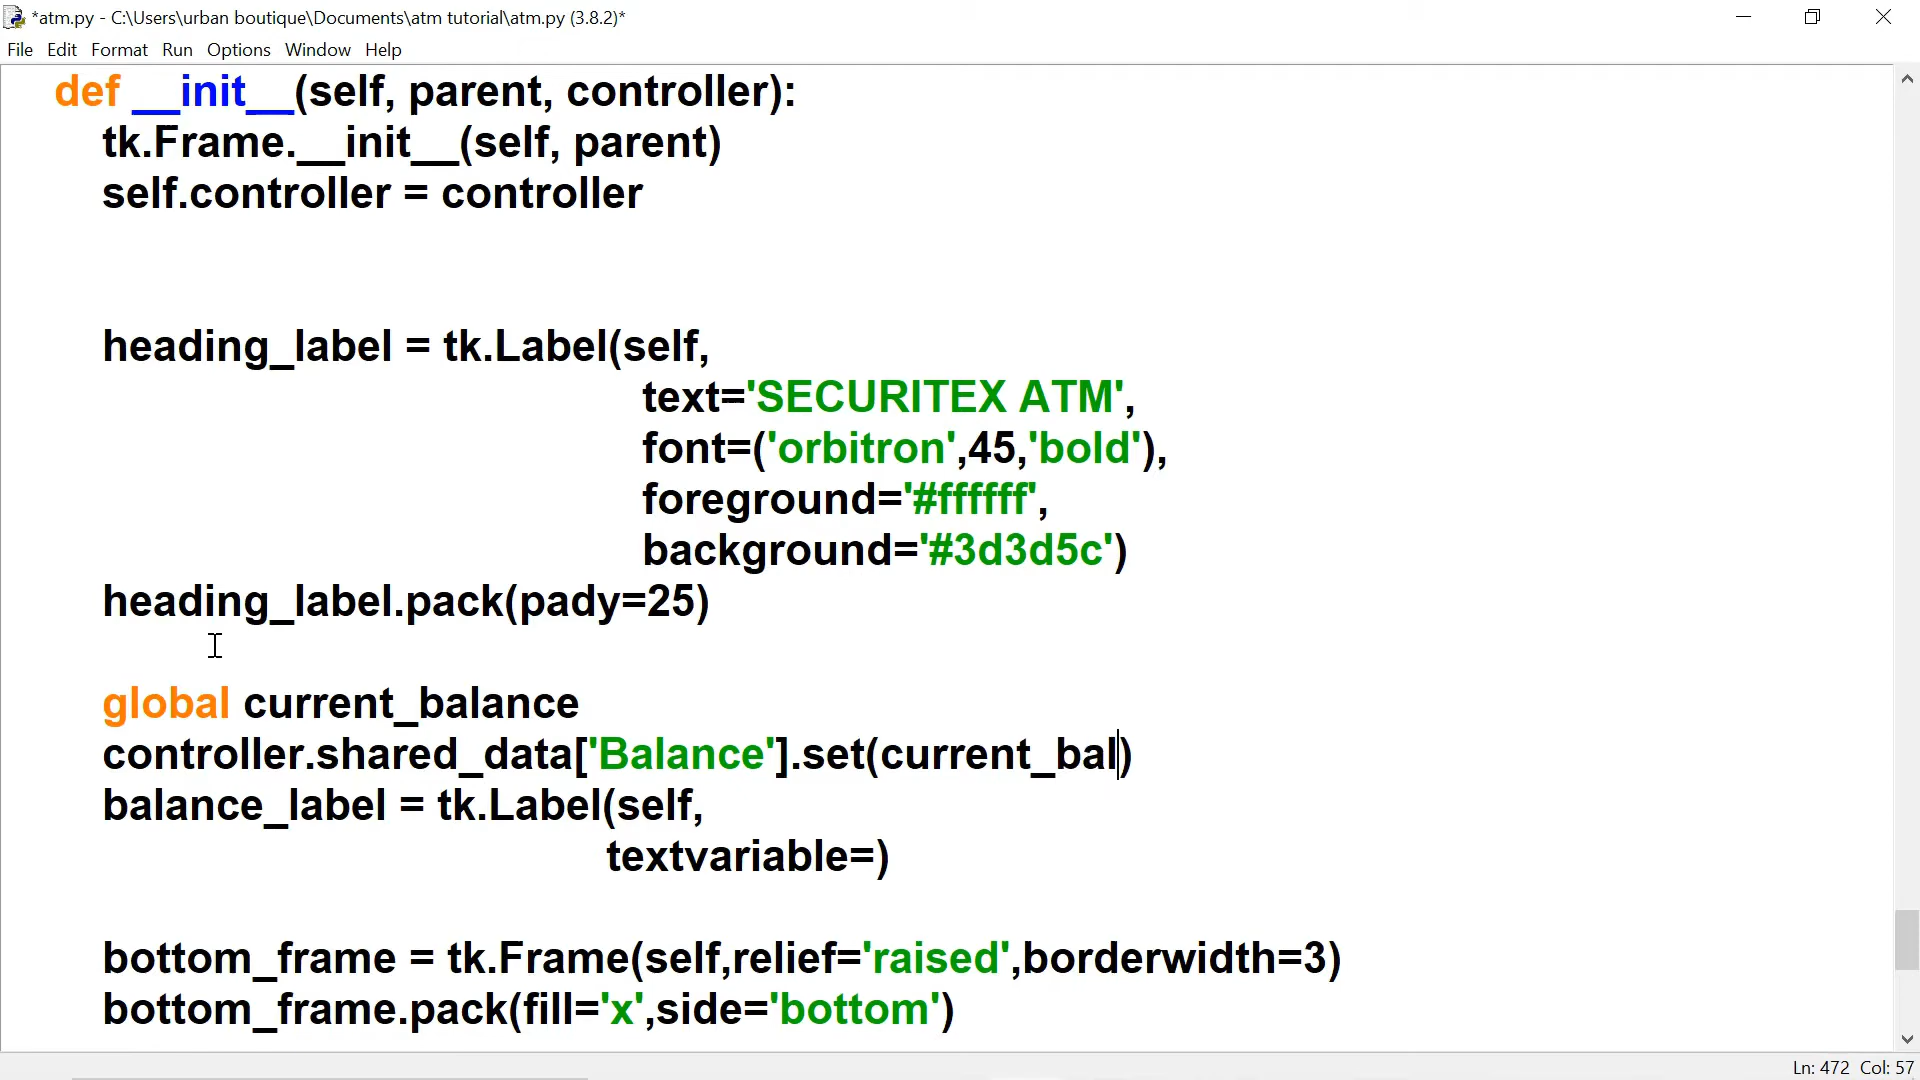 *atm.py - C:\Users\urban boutique\Documents\atm tutorial\atm.py (3.8.2)*
File Edit Format Run Options Window Help
def __init__(self, parent, controller):
tk.Frame.__init__(self, parent)
self.controller = controller
heading_label = tk.Label(self,
text='SECURITEX ATM',
font=('orbitron',45,'bold'),
foreground='#ffffff',
background='#3d3d5c')
heading_label.pack(pady=25)
global current_balance
controller.shared_data['Balance'].set(current_bal)
balance_label = tk.Label(self,
textvariable=)
bottom_frame = tk.Frame(self,relief='raised',borderwidth=3)
bottom_frame.pack(fill='x',side='bottom')
Ln: 472 Col: 57